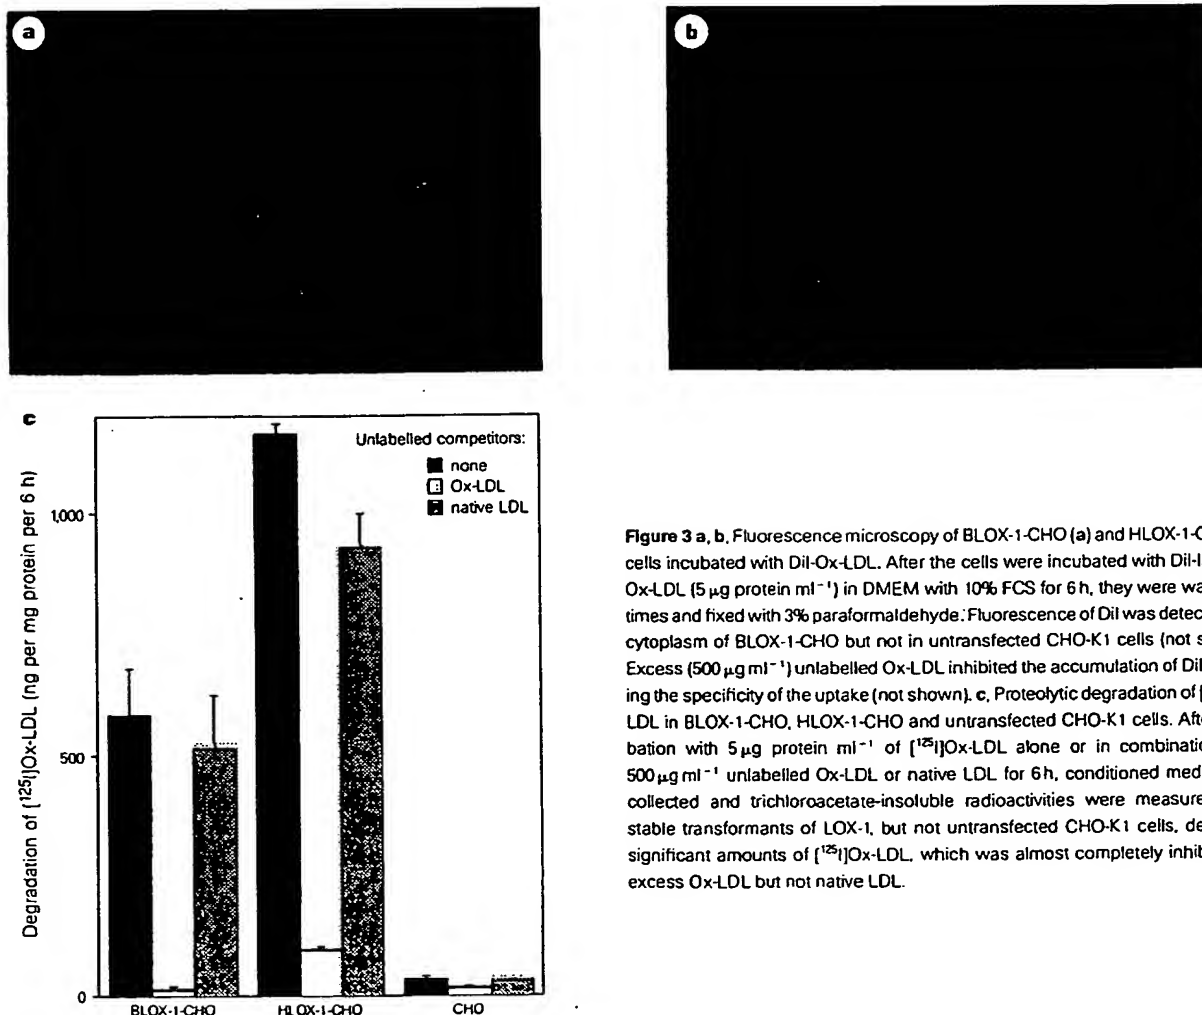 a
b
c
Degradation of [¹²⁵I]Ox-LDL (ng per mg protein per 6 h)
1,000
500
0
Unlabelled competitors:
none
Ox-LDL
native LDL
BLOX-1-CHO
HLOX-1-CHO
CHO
Figure 3 a, b, Fluorescence microscopy of BLOX-1-CHO (a) and HLOX-1-C
cells incubated with DiI-Ox-LDL. After the cells were incubated with DiI-l
Ox-LDL (5 μg protein ml⁻¹) in DMEM with 10% FCS for 6 h, they were wa
times and fixed with 3% paraformaldehyde. Fluorescence of DiI was detec
cytoplasm of BLOX-1-CHO but not in untransfected CHO-K1 cells (not s
Excess (500 μg ml⁻¹) unlabelled Ox-LDL inhibited the accumulation of DiI
ing the specificity of the uptake (not shown). c, Proteolytic degradation of [
LDL in BLOX-1-CHO, HLOX-1-CHO and untransfected CHO-K1 cells. Afte
bation with 5 μg protein ml⁻¹ of [¹²⁵I]Ox-LDL alone or in combinatio
500 μg ml⁻¹ unlabelled Ox-LDL or native LDL for 6 h, conditioned med
collected and trichloroacetate-insoluble radioactivities were measure
stable transformants of LOX-1, but not untransfected CHO-K1 cells, de
significant amounts of [¹²⁵I]Ox-LDL, which was almost completely inhib
excess Ox-LDL but not native LDL.